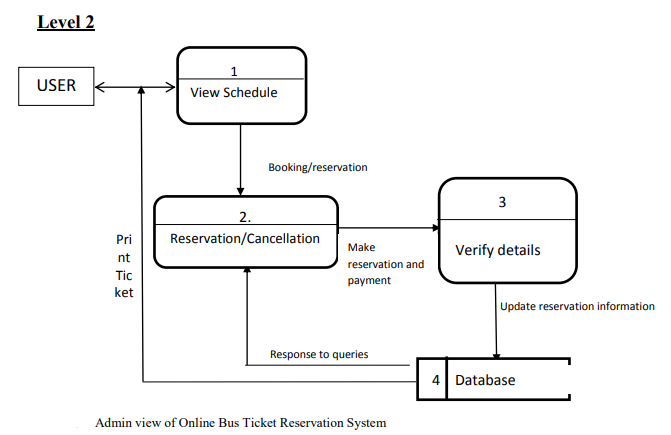 Level 2
USER
1
View Schedule
Booking/reservation
2.
Reservation/Cancellation
3
Verify details
Pri
nt
Tic
ket
Make
reservation and
payment
Update reservation information
Response to queries
4 Database
Admin view of Online Bus Ticket Reservation System